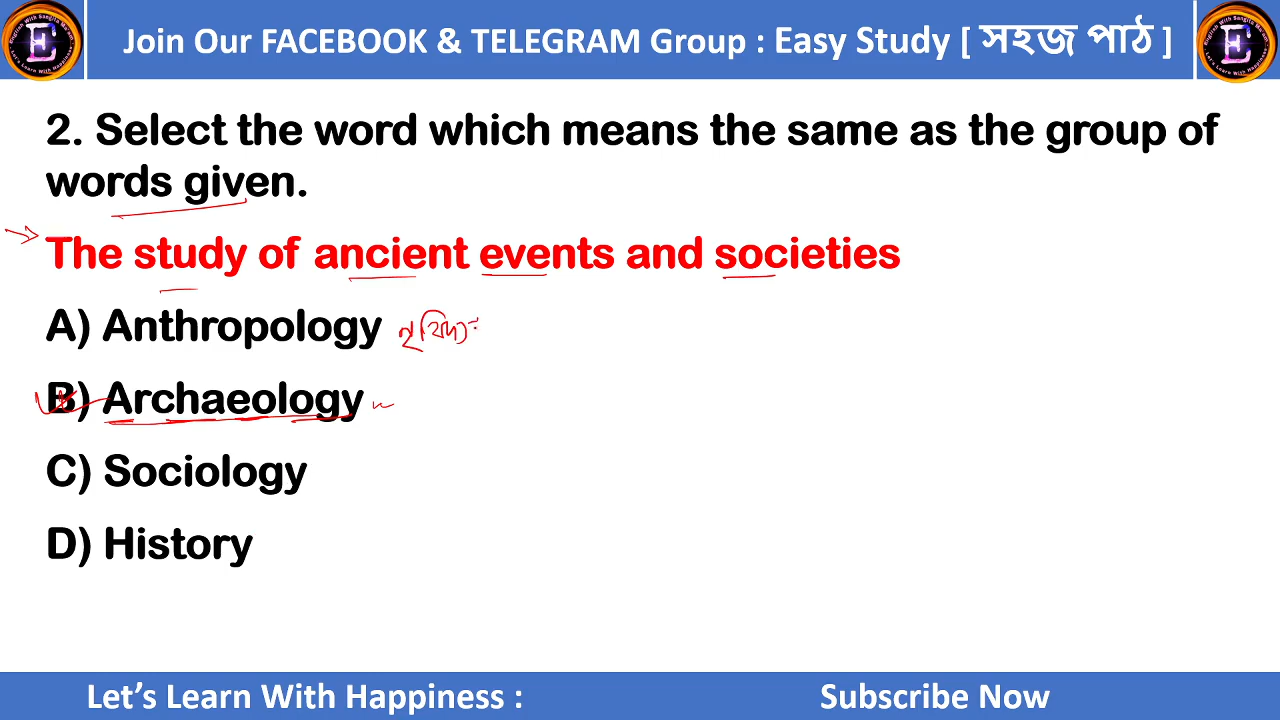 Join Our FACEBOOK & TELEGRAM Group : Easy Study [ সহজ পাঠ ]
2. Select the word which means the same as the group of
words given.
The study of ancient events and societies
A) Anthropology
B) Archaeology
C) Sociology
D) History
Let’s Learn With Happiness :
Subscribe Now